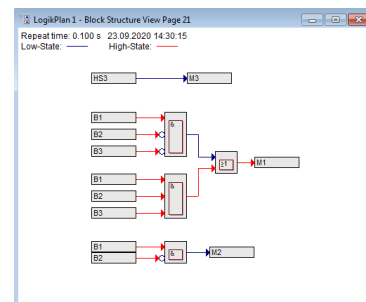 LogikPlan 1 - Block Structure View Page 21
Repeat time: 0.100 s 23.09.2020 14:30:15
Low-State: High-State:
HS3 M3
B1
&
B2
B3
≥1 M1
B1
&
B2
B3
B1
& M2
B2